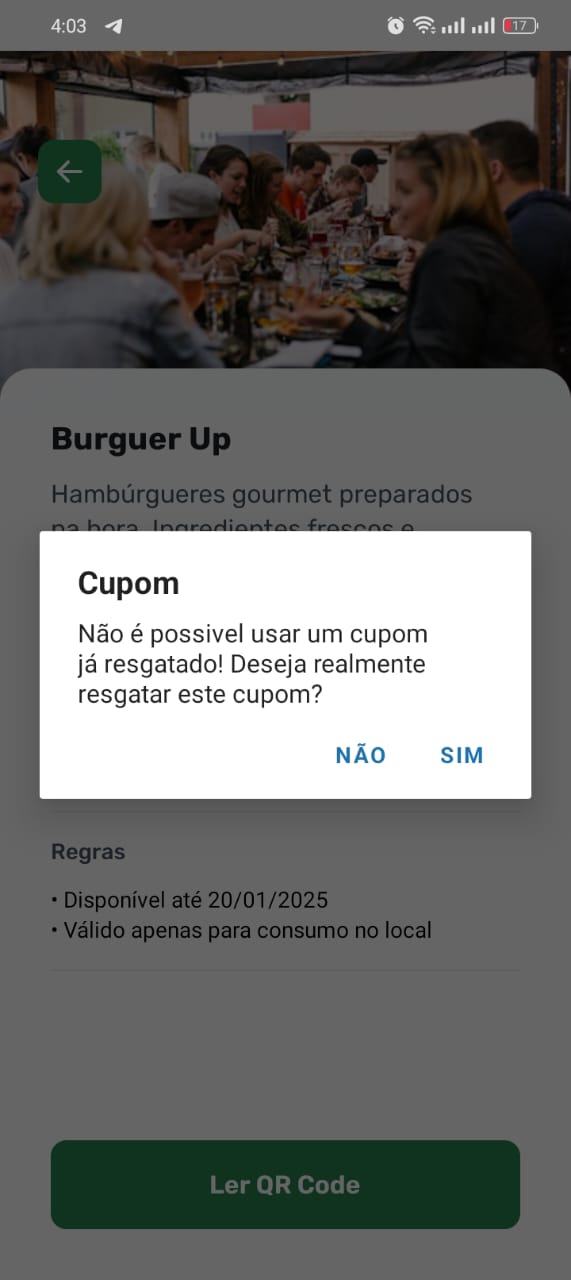 4:03
17
Burguer Up
Hambúrgueres gourmet preparados
na hora. Ingredientes frescos e
Cupom
Não é possivel usar um cupom
já resgatado! Deseja realmente
resgatar este cupom?
NÃO SIM
Regras
• Disponível até 20/01/2025
• Válido apenas para consumo no local
Ler QR Code